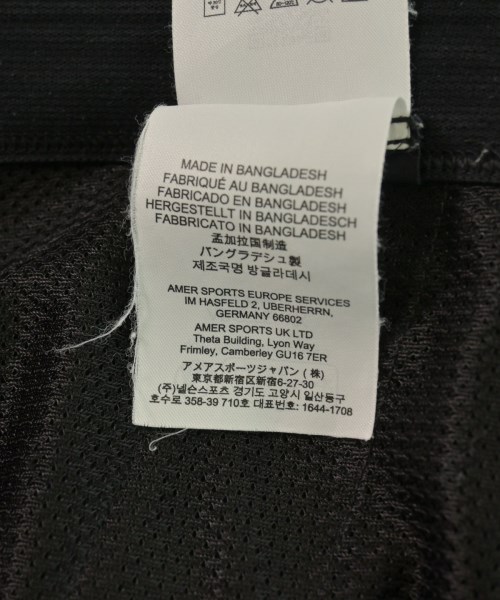 MADE IN BANGLADESH
FABRIQUÉ AU BANGLADESH
FABRICADO EN BANGLADESH
HERGESTELLT IN BANGLADESCH
FABBRICATO IN BANGLADESH
孟加拉国制造
バングラデシュ製
제조국명 방글라데시
AMER SPORTS EUROPE SERVICES
IM HASFELD 2, UBERHERRN,
GERMANY 66802
AMER SPORTS UK LTD
Theta Building, Lyon Way
Frimley, Camberley GU16 7ER
アメアスポーツジャパン(株)
東京都新宿区新宿6-27-30
(주)넬슨스포츠 경기도 고양시 일산동구
호수로 358-39 710호 대표번호: 1644-1708